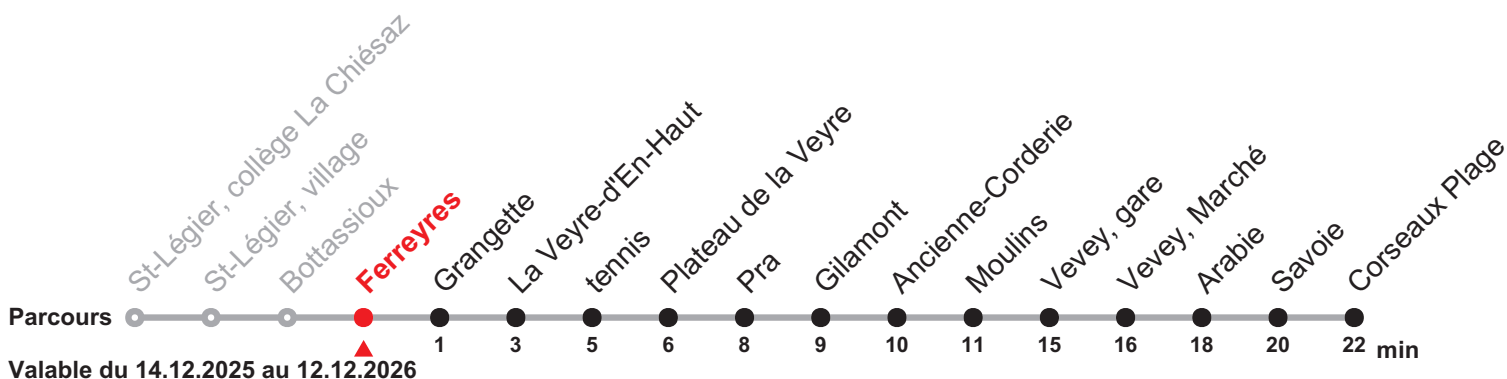 St-Légier, collège La Chiésaz
St-Légier, village
Bottassioux
Ferreyres
Grangette
La Veyre-d'En-Haut
tennis
Plateau de la Veyre
Pra
Gilamont
Ancienne-Corderie
Moulins
Vevey, gare
Vevey, Marché
Arabie
Savoie
Corseaux Plage
Parcours
1 3 5 6 8 9 10 11 15 16 18 20 22 min
Valable du 14.12.2025 au 12.12.2026